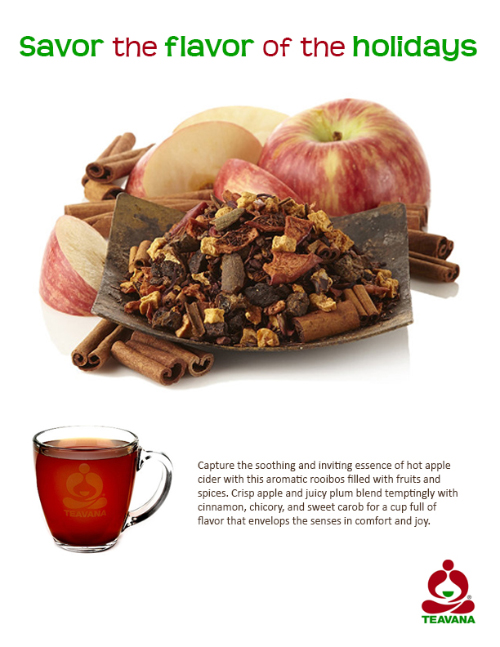 Savor the flavor of the holidays
TEAVANA
Capture the soothing and inviting essence of hot apple
cider with this aromatic rooibos filled with fruits and
spices. Crisp apple and juicy plum blend temptingly with
cinnamon, chicory, and sweet carob for a cup full of
flavor that envelops the senses in comfort and joy.
®
TEAVANA